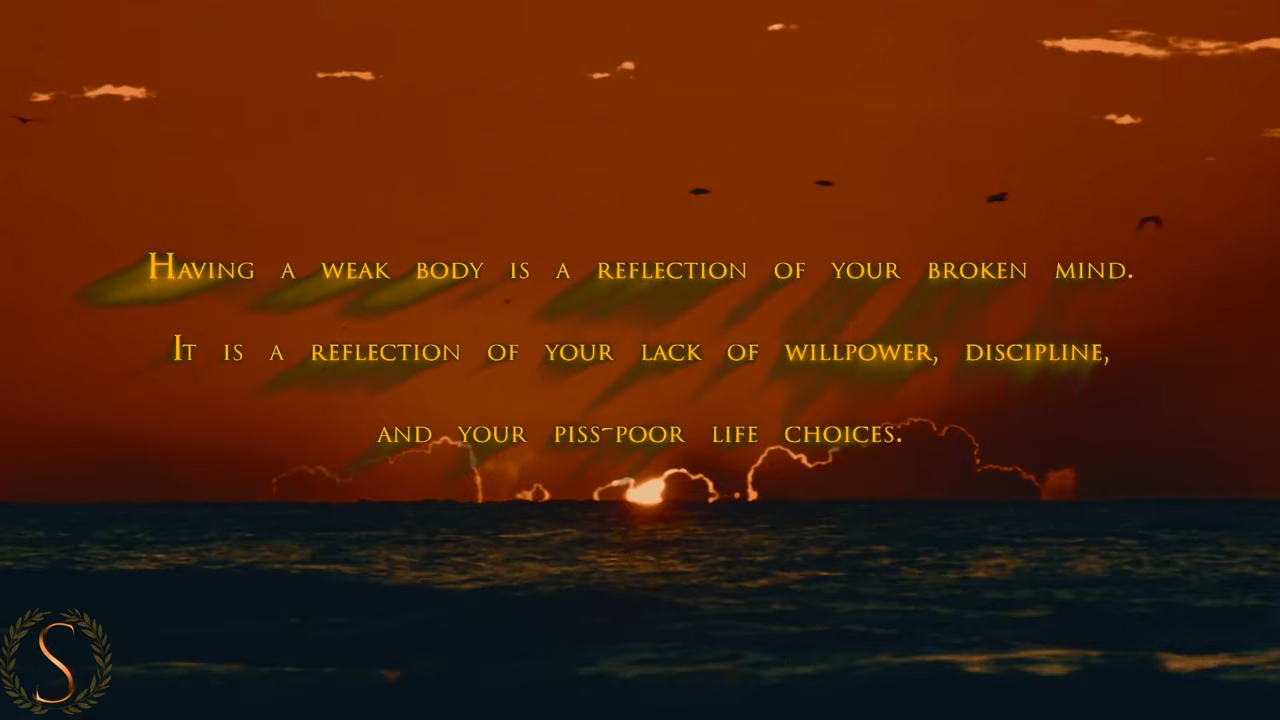 Having a weak body is a reflection of your broken mind.
It is a reflection of your lack of willpower, discipline,
and your piss-poor life choices.
S